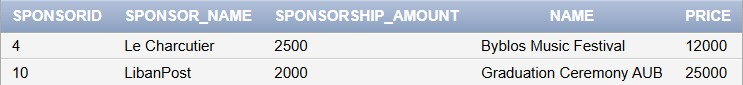 SPONSORID SPONSOR_NAME SPONSORSHIP_AMOUNT NAME PRICE
4 Le Charcutier 2500 Byblos Music Festival 12000
10 LibanPost 2000 Graduation Ceremony AUB 25000